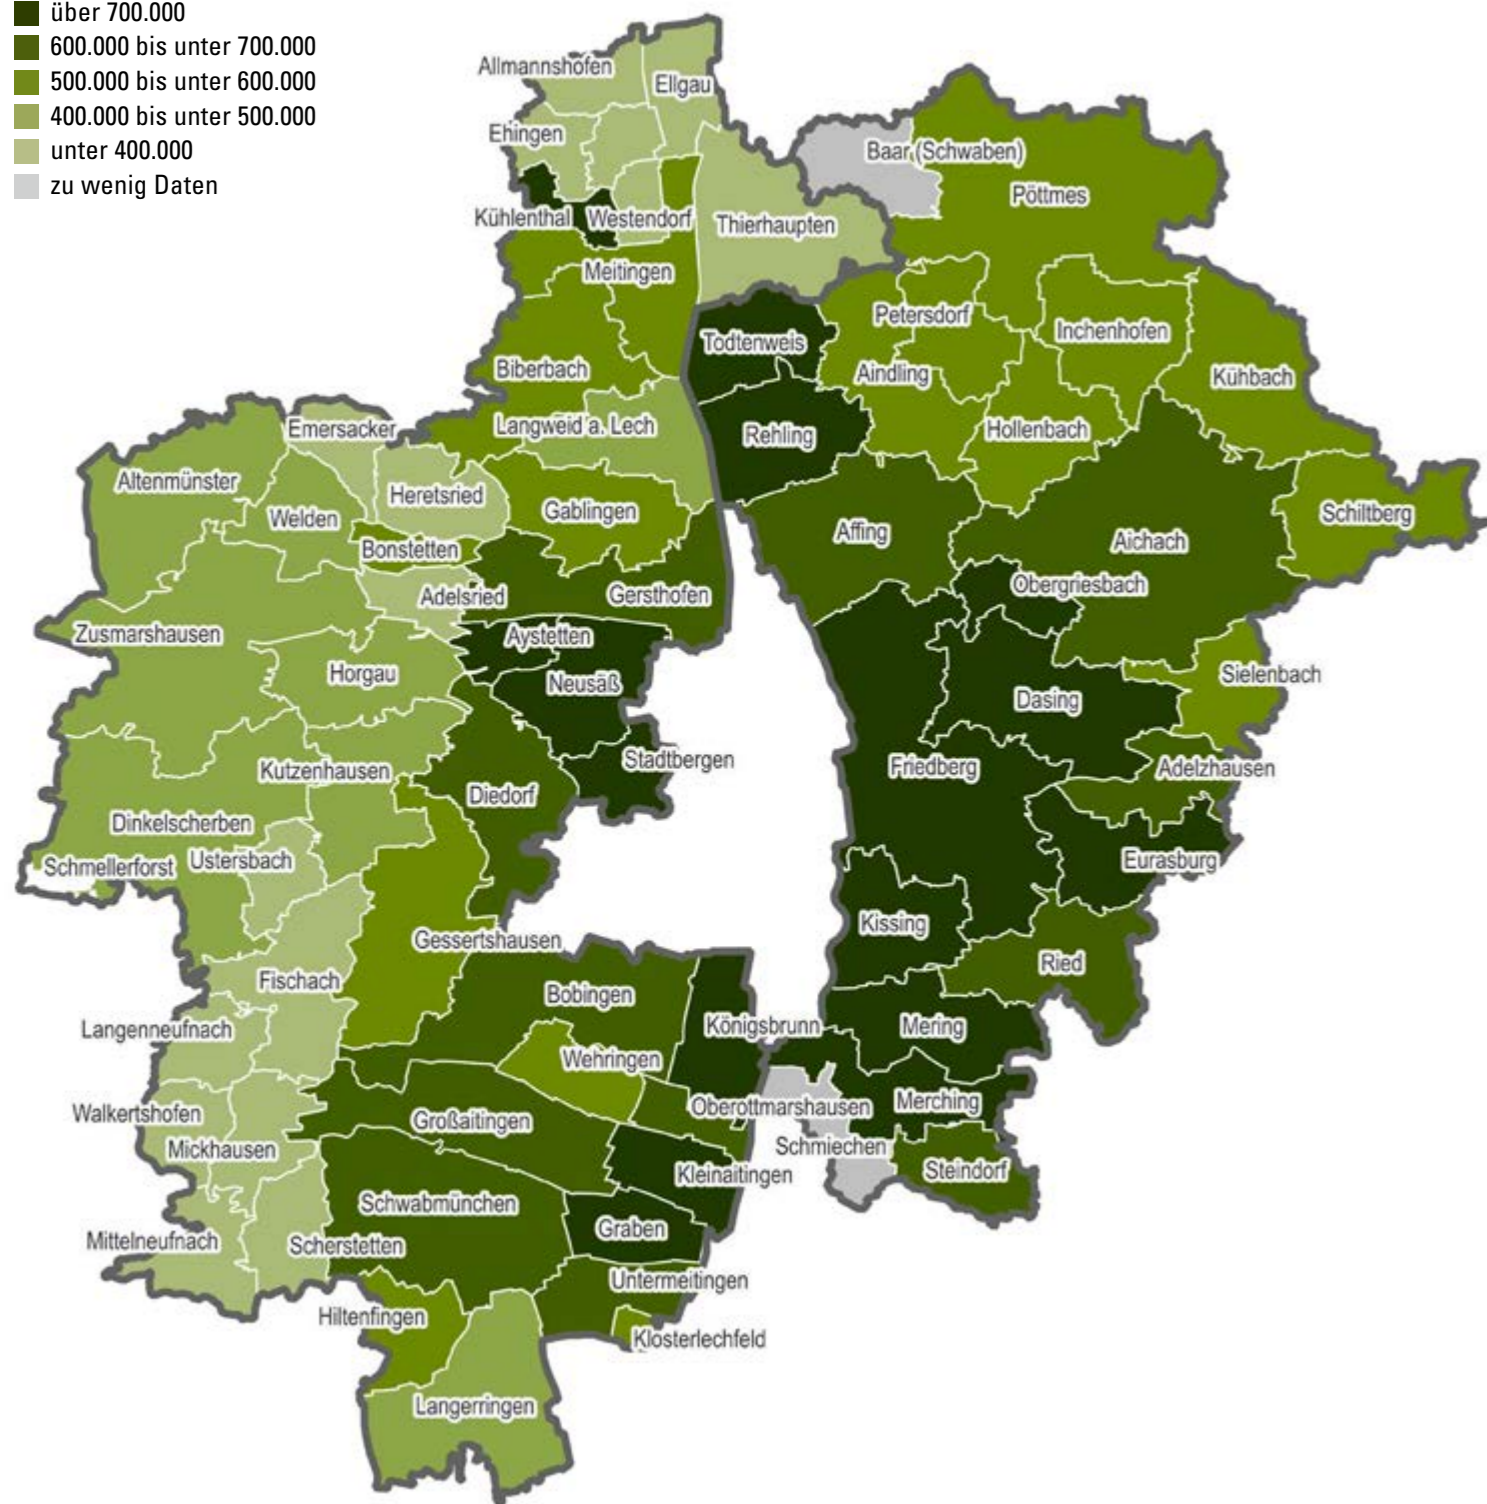 über 700.000
600.000 bis unter 700.000
500.000 bis unter 600.000
400.000 bis unter 500.000
unter 400.000
zu wenig Daten
Allmannshofen
Ellgau
Ehingen
Baar (Schwaben)
Pöttmes
Kühlenthal
Westendorf
Thierhaupten
Meitingen
Petersdorf
Inchenhofen
Todtenweis
Biberbach
Aindling
Kühbach
Emersacker
Langweid a. Lech
Rehling
Hollenbach
Altenmünster
Heretsried
Welden
Gablingen
Schiltberg
Affing
Aichach
Bonstetten
Obergriesbach
Adelsried
Gersthofen
Zusmarshausen
Aystetten
Horgau
Neusäß
Sielenbach
Dasing
Stadtbergen
Kutzenhausen
Friedberg
Adelzhausen
Diedorf
Dinkelscherben
Schmellerforst
Ustersbach
Eurasburg
Kissing
Gessertshausen
Ried
Fischach
Bobingen
Langenneufnach
Königsbrunn
Mering
Wehringen
Walkertshofen
Oberottmarshausen
Merching
Großaitingen
Mickhausen
Schmiechen
Kleinaitingen
Steindorf
Schwabmünchen
Graben
Mittelneufnach
Scherstetten
Untermeitingen
Hiltenfingen
Klosterlechfeld
Langerringen